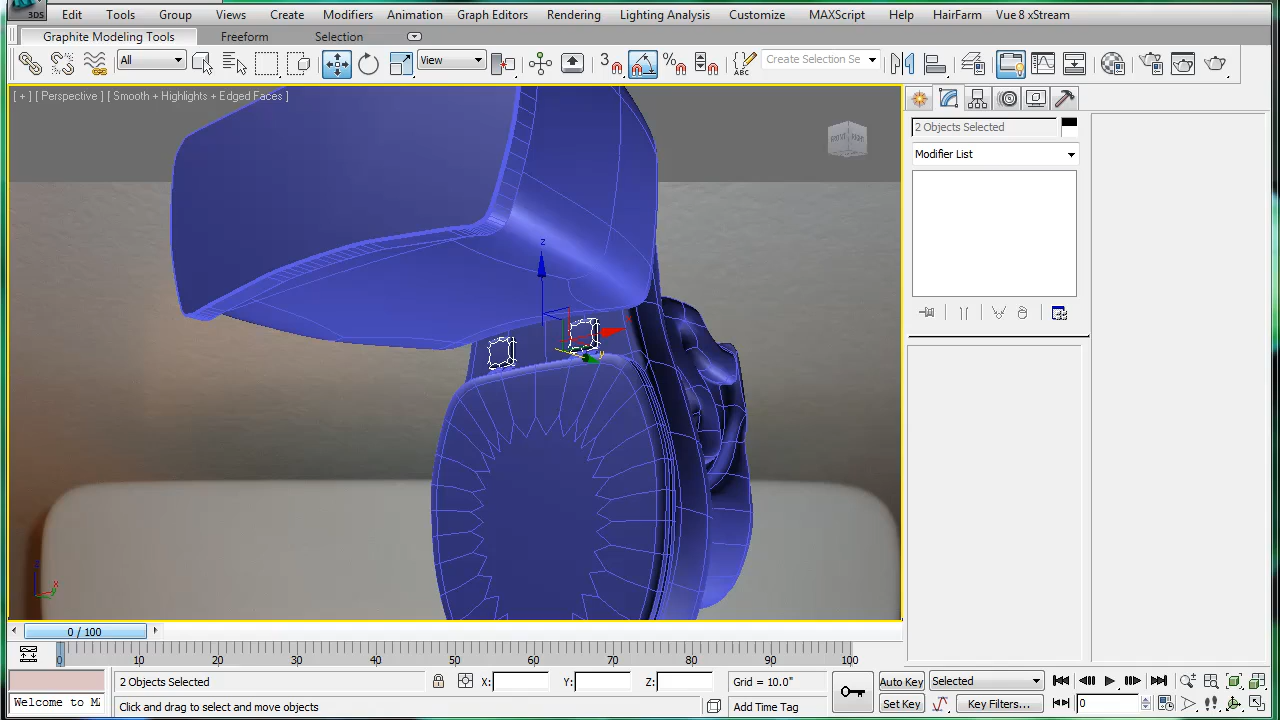 3DS
Edit Tools Group Views Create Modifiers Animation Graph Editors Rendering Lighting Analysis Customize MAXScript Help HairFarm Vue 8 xStream
Graphite Modeling Tools Freeform Selection
All View 3 % ABC Create Selection Se
[ + ] [ Perspective ] [ Smooth + Highlights + Edged Faces ]
2 Objects Selected
Modifier List
z
z
x
0 / 100
0 10 20 30 40 50 60 70 80 90 100
2 Objects Selected X: Y: Z: Grid = 10.0" Auto Key Selected
Welcome to M Click and drag to select and move objects Add Time Tag Set Key Key Filters... 0